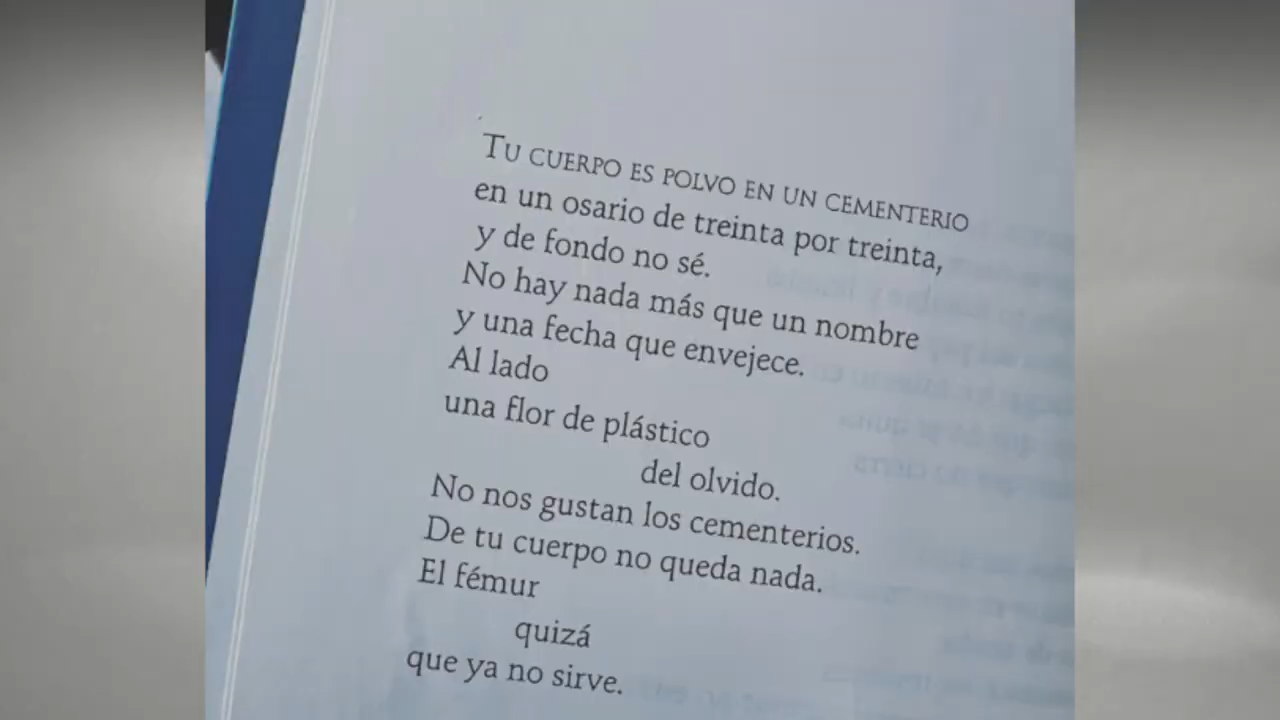 TU CUERPO ES POLVO EN UN CEMENTERIO
en un osario de treinta por treinta,
y de fondo no sé.
No hay nada más que un nombre
y una fecha que envejece.
Al lado
una flor de plástico
del olvido.
No nos gustan los cementerios.
De tu cuerpo no queda nada.
El fémur
quizá
que ya no sirve.